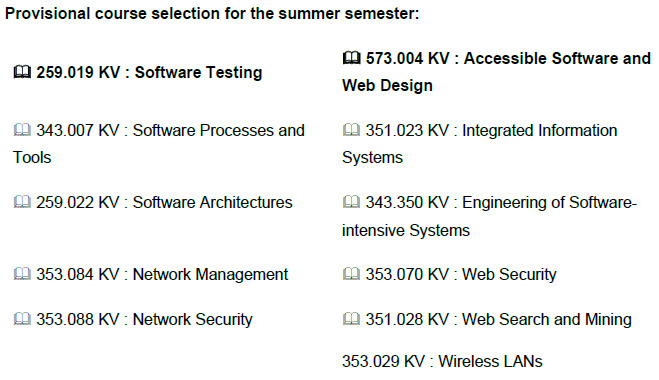 Provisional course selection for the summer semester:
🕮 259.019 KV : Software Testing
🕮 573.004 KV : Accessible Software and
Web Design
🕮 343.007 KV : Software Processes and
Tools
🕮 351.023 KV : Integrated Information
Systems
🕮 259.022 KV : Software Architectures
🕮 343.350 KV : Engineering of Software-
intensive Systems
🕮 353.084 KV : Network Management
🕮 353.070 KV : Web Security
🕮 353.088 KV : Network Security
🕮 351.028 KV : Web Search and Mining
353.029 KV : Wireless LANs